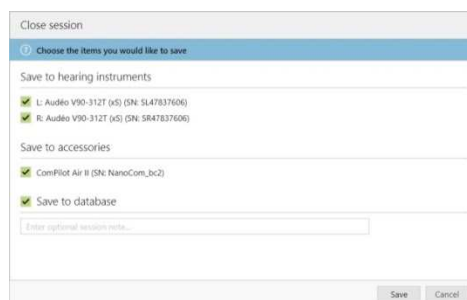 Close session
Choose the items you would like to save
Save to hearing instruments
L: Audéo V90-312T (xS) (SN: SL47837606)
R: Audéo V90-312T (xS) (SN: SR47837606)
Save to accessories
ComPilot Air II (SN: NanoCom_bc2)
Save to database
Enter optional session note...
Save Cancel